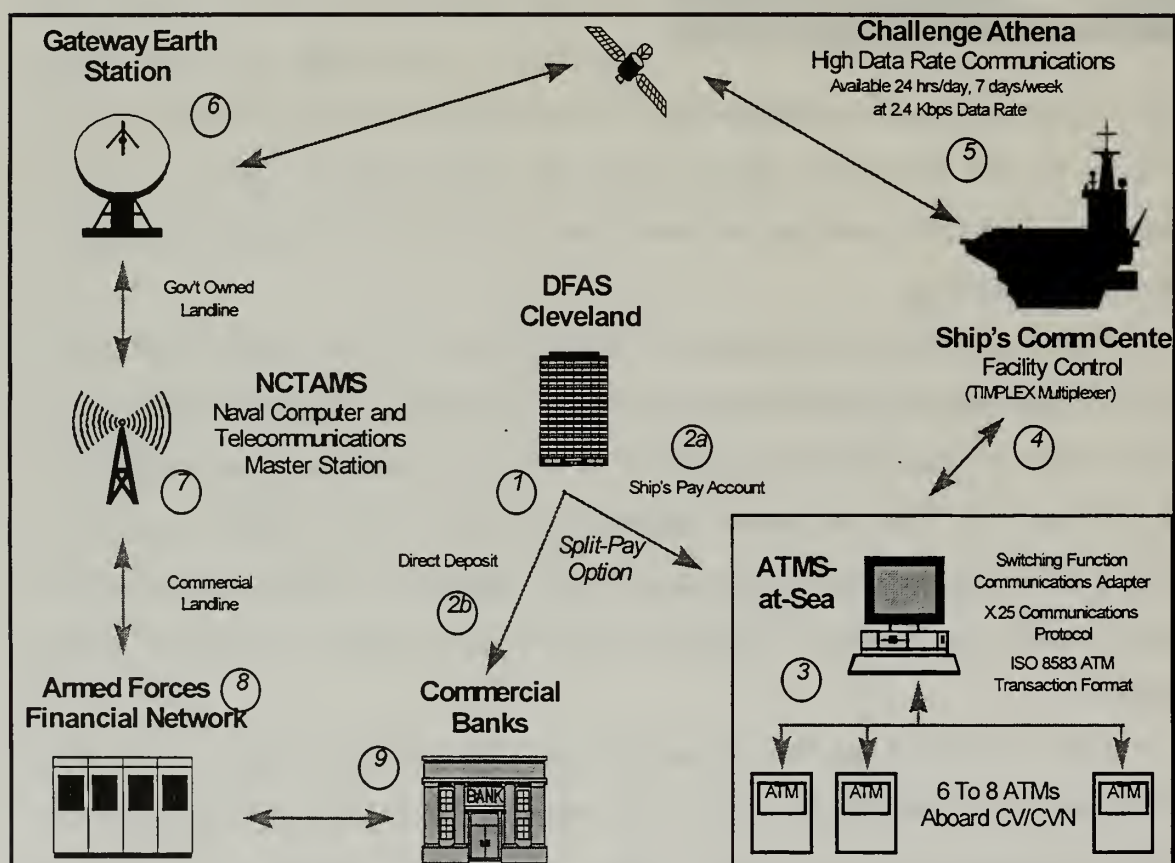 Gateway Earth
Station
6
Challenge Athena
High Data Rate Communications
Available 24 hrs/day, 7 days/week
at 2.4 Kbps Data Rate
5
Gov't Owned
Landline
DFAS
Cleveland
Ship's Comm Cente
Facility Control
(TIMPLEX Multiplexer)
4
NCTAMS
Naval Computer and
Telecommunications
Master Station
7
1
2a
Ship's Pay Account
Direct Deposit
Split-Pay
Option
2b
Commercial
Landline
ATMS-
at-Sea
Switching Function
Communications Adapter
X.25 Communications
Protocol
ISO 8583 ATM
Transaction Format
3
Armed Forces
Financial Network
8
Commercial
Banks
9
BANK
ATM
ATM
6 To 8 ATMs
Aboard CV/CVN
ATM